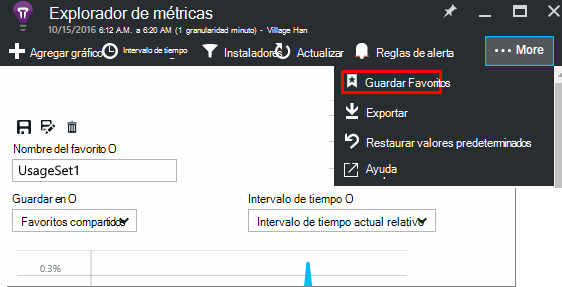 Explorador de métricas
10/15/2016 6:12 A.M. a 6:20 AM (1 granularidad minuto) - Village Han
Agregar gráfico Intervalo de tiempo Instaladores Actualizar Reglas de alerta ••• More
Guardar Favoritos
Exportar
Restaurar valores predeterminados
Ayuda
Nombre del favorito O
UsageSet1
Guardar en O Intervalo de tiempo O
Favoritos compartidos Intervalo de tiempo actual relativo
0.3%